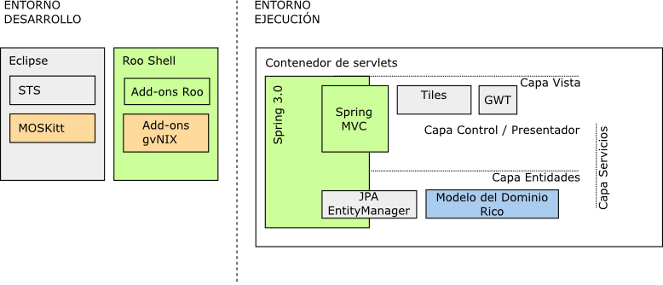 ENTORNO
DESARROLLO
ENTORNO
EJECUCIÓN
Eclipse
STS
MOSKitt
Roo Shell
Add-ons Roo
Add-ons
gvNIX
Contenedor de servlets
Spring 3.0
Capa Vista
Spring
MVC
Tiles
GWT
Capa Control / Presentador
Capa Servicios
Capa Entidades
JPA
EntityManager
Modelo del Dominio
Rico